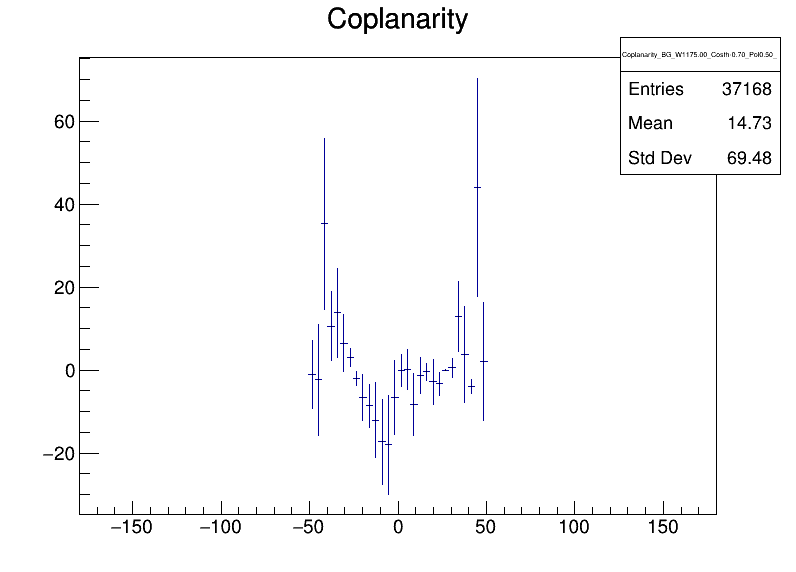 Coplanarity
Coplanarity_BG_W1175.00_Costh-0.70_Pol0.50_
Entries 37168
Mean 14.73
Std Dev 69.48
60
40
20
0
−20
−150 −100 −50 0 50 100 150